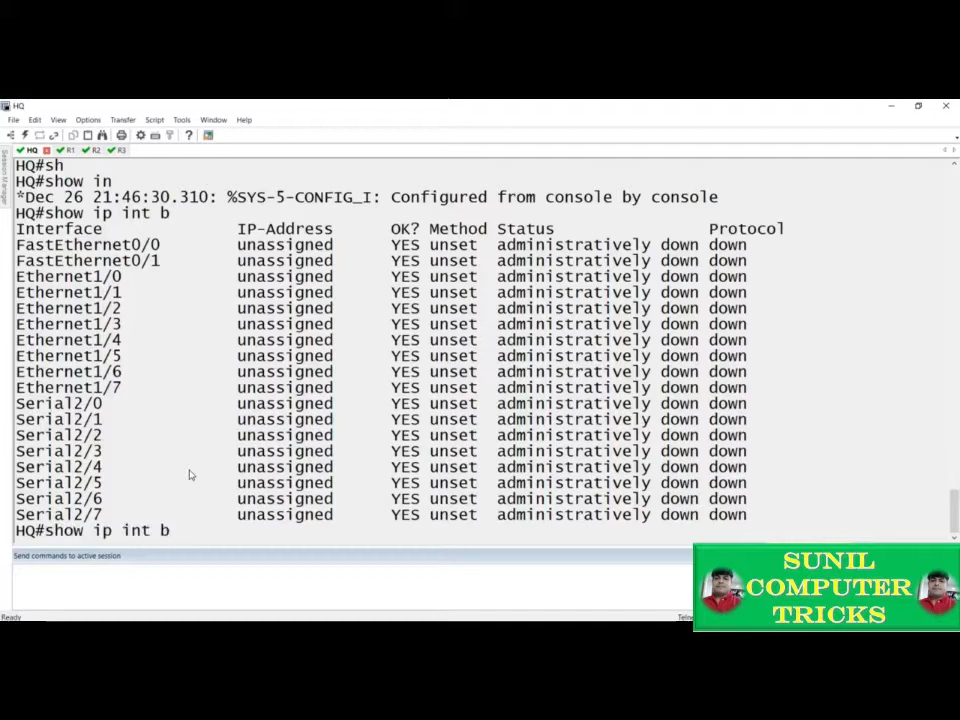 HQ
File Edit View Options Transfer Script Tools Window Help
HQ R1 R2 R3
Session Manager
HQ#sh
HQ#show in
*Dec 26 21:46:30.310: %SYS-5-CONFIG_I: Configured from console by console
HQ#show ip int b
Interface IP-Address OK? Method Status Protocol
FastEthernet0/0 unassigned YES unset administratively down down
FastEthernet0/1 unassigned YES unset administratively down down
Ethernet1/0 unassigned YES unset administratively down down
Ethernet1/1 unassigned YES unset administratively down down
Ethernet1/2 unassigned YES unset administratively down down
Ethernet1/3 unassigned YES unset administratively down down
Ethernet1/4 unassigned YES unset administratively down down
Ethernet1/5 unassigned YES unset administratively down down
Ethernet1/6 unassigned YES unset administratively down down
Ethernet1/7 unassigned YES unset administratively down down
Serial2/0 unassigned YES unset administratively down down
Serial2/1 unassigned YES unset administratively down down
Serial2/2 unassigned YES unset administratively down down
Serial2/3 unassigned YES unset administratively down down
Serial2/4 unassigned YES unset administratively down down
Serial2/5 unassigned YES unset administratively down down
Serial2/6 unassigned YES unset administratively down down
Serial2/7 unassigned YES unset administratively down down
HQ#show ip int b
Send commands to active session
Ready
SUNIL
COMPUTER
TRICKS